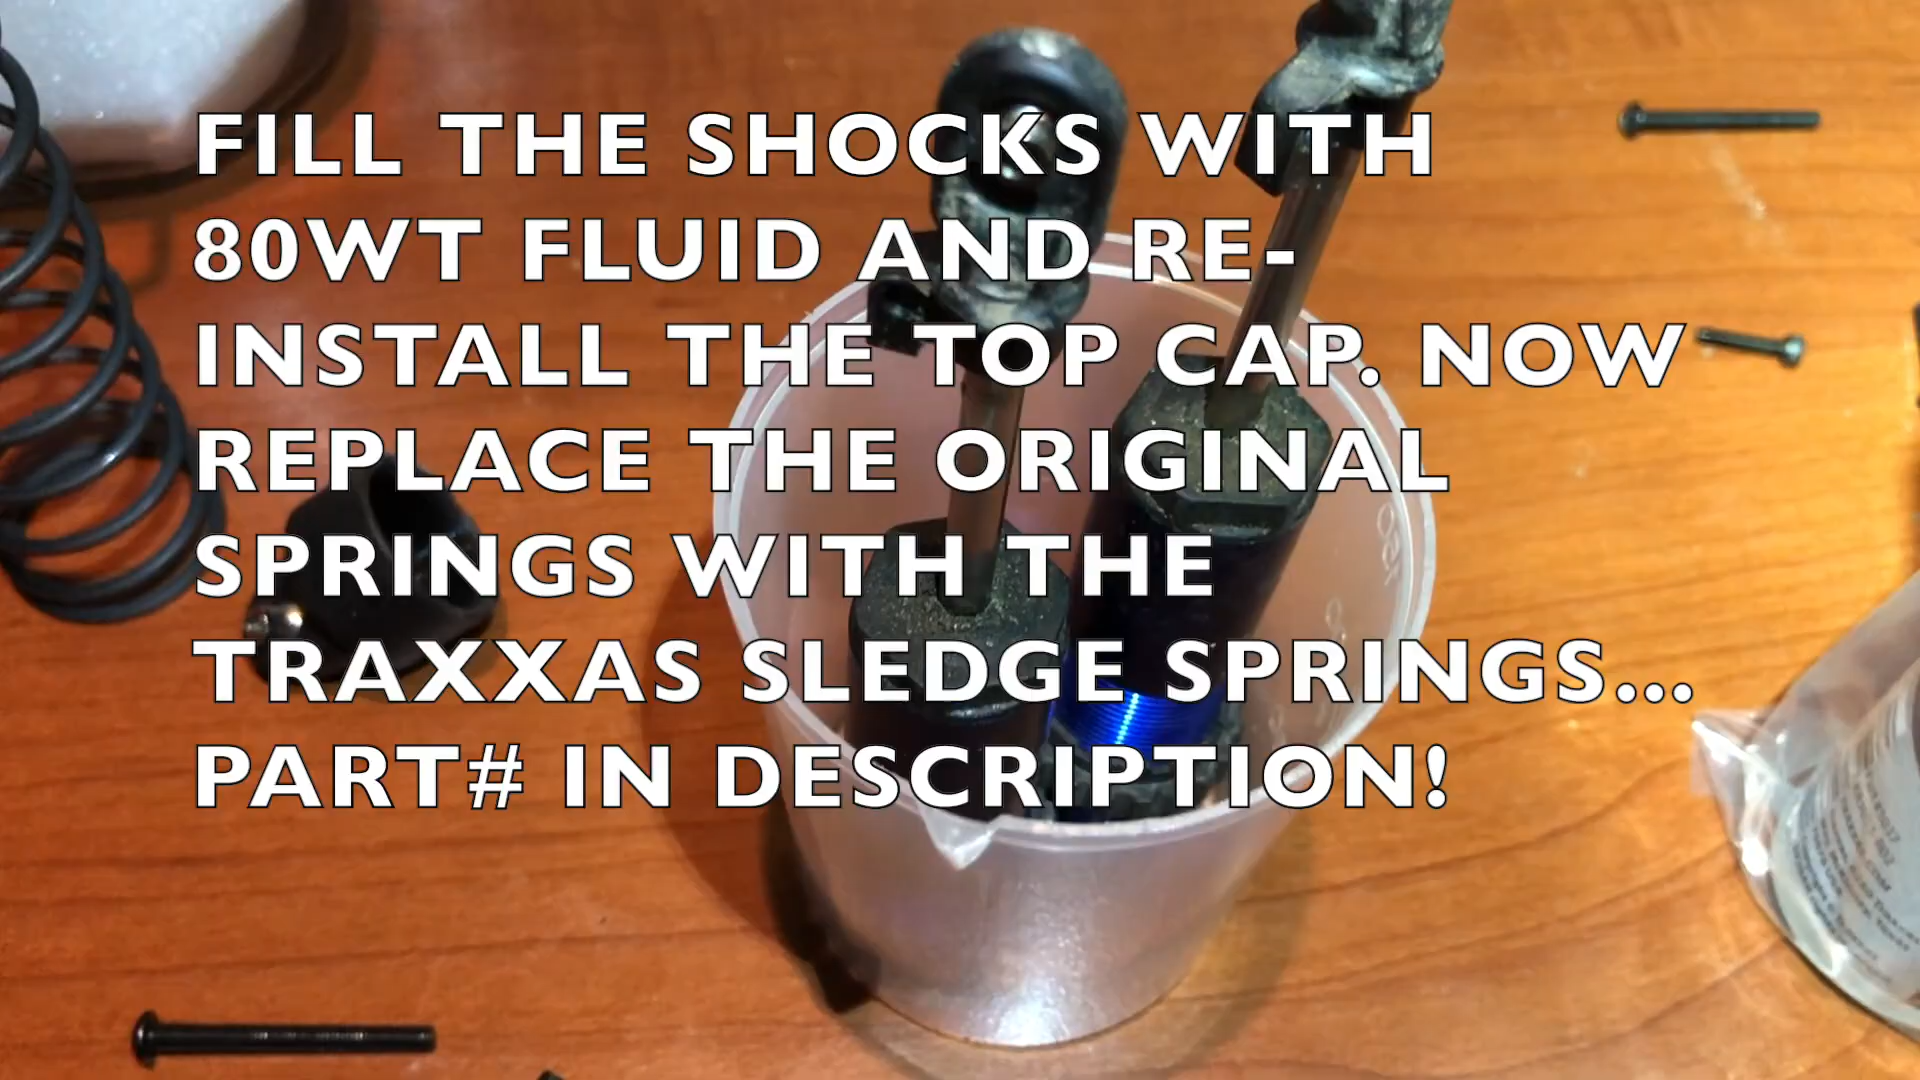 FILL THE SHOCKS WITH
80WT FLUID AND RE-
INSTALL THE TOP CAP. NOW
REPLACE THE ORIGINAL
SPRINGS WITH THE
TRAXXAS SLEDGE SPRINGS...
PART# IN DESCRIPTION!